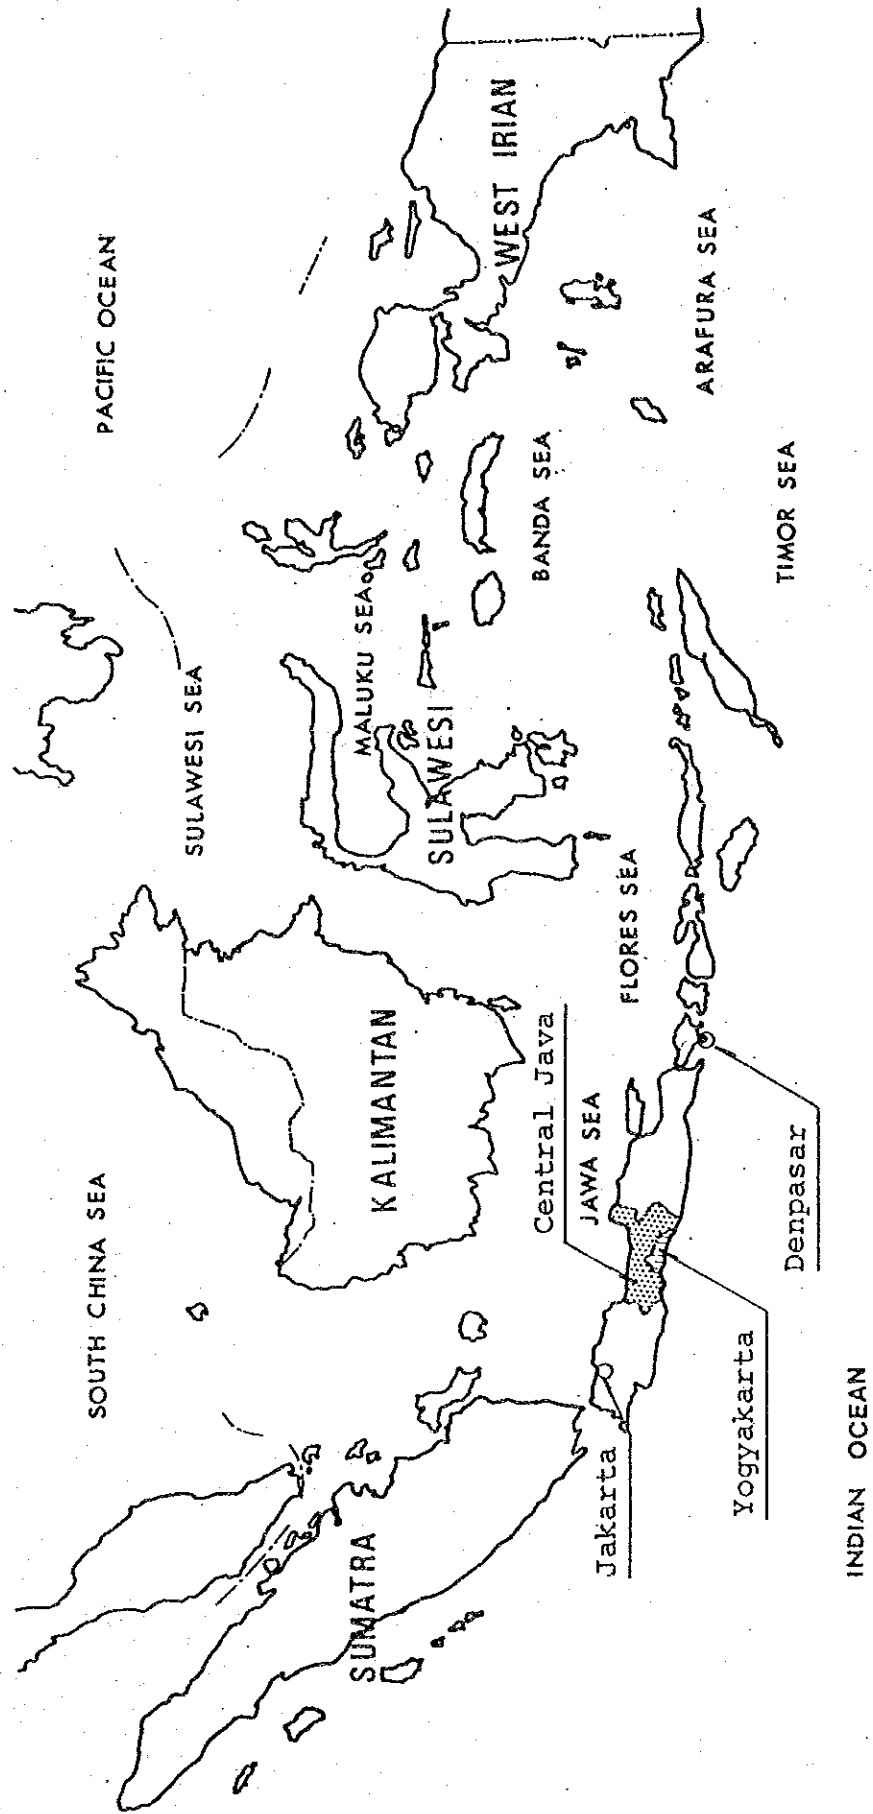 PACIFIC OCEAN
SOUTH CHINA SEA
SULAWESI SEA
MALUKU SEA
SUMATRA
KALIMANTAN
SULAWESI
WEST IRIAN
BANDA SEA
Central Java
JAWA SEA
FLORES SEA
ARAFURA SEA
TIMOR SEA
Jakarta
Yogyakarta
Denpasar
INDIAN OCEAN